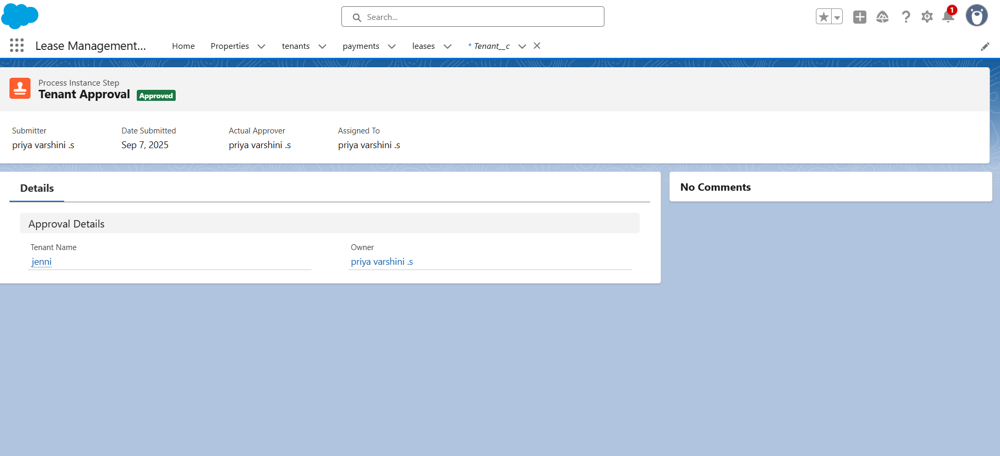 Search...
1
Lease Management...
Home
Properties
tenants
payments
leases
* Tenant__c
Process Instance Step
Tenant Approval
Approved
Submitter
priya varshini .s
Date Submitted
Sep 7, 2025
Actual Approver
priya varshini .s
Assigned To
priya varshini .s
Details
Approval Details
Tenant Name
jenni
Owner
priya varshini .s
No Comments